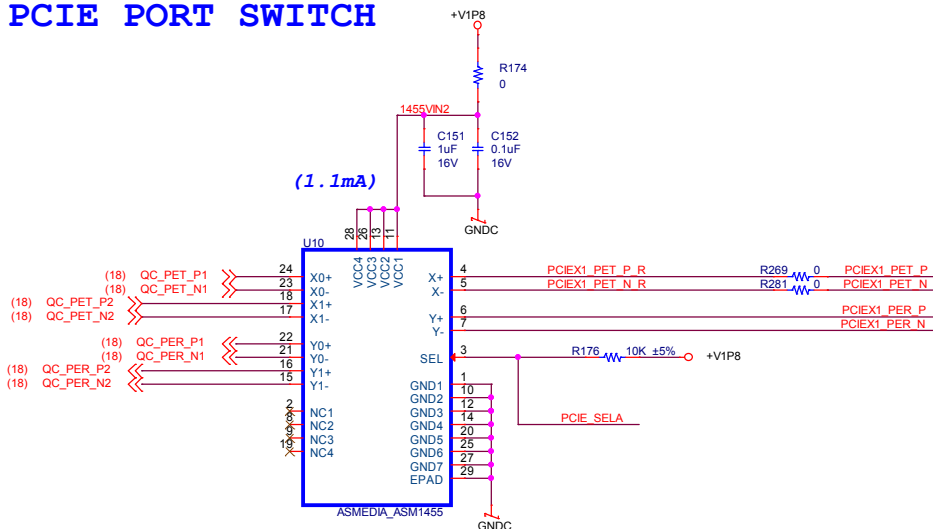 PCIE PORT SWITCH
+V1P8
R174
0
1455VIN2
C151
1uF
16V
C152
0.1uF
16V
(1.1mA)
GNDC
28
26
13
11
U10
VCC4
VCC3
VCC2
VCC1
(18) QC_PET_P1
24
X0+
X+
4
PCIEX1_PET_P_R
R269
0
PCIEX1_PET_P
(18) QC_PET_N1
23
X0-
X-
5
PCIEX1_PET_N_R
R281
0
PCIEX1_PET_N
(18) QC_PET_P2
18
X1+
(18) QC_PET_N2
17
X1-
Y+
6
PCIEX1_PER_P
Y-
7
PCIEX1_PER_N
(18) QC_PER_P1
22
Y0+
(18) QC_PER_N1
21
Y0-
SEL
3
R176
10K ±5%
+V1P8
(18) QC_PER_P2
16
Y1+
(18) QC_PER_N2
15
Y1-
GND1
1
GND2
10
2
NC1
GND3
12
8
NC2
GND4
14
PCIE_SELA
9
NC3
GND5
20
19
NC4
GND6
25
GND7
27
EPAD
29
ASMEDIA_ASM1455
GNDC